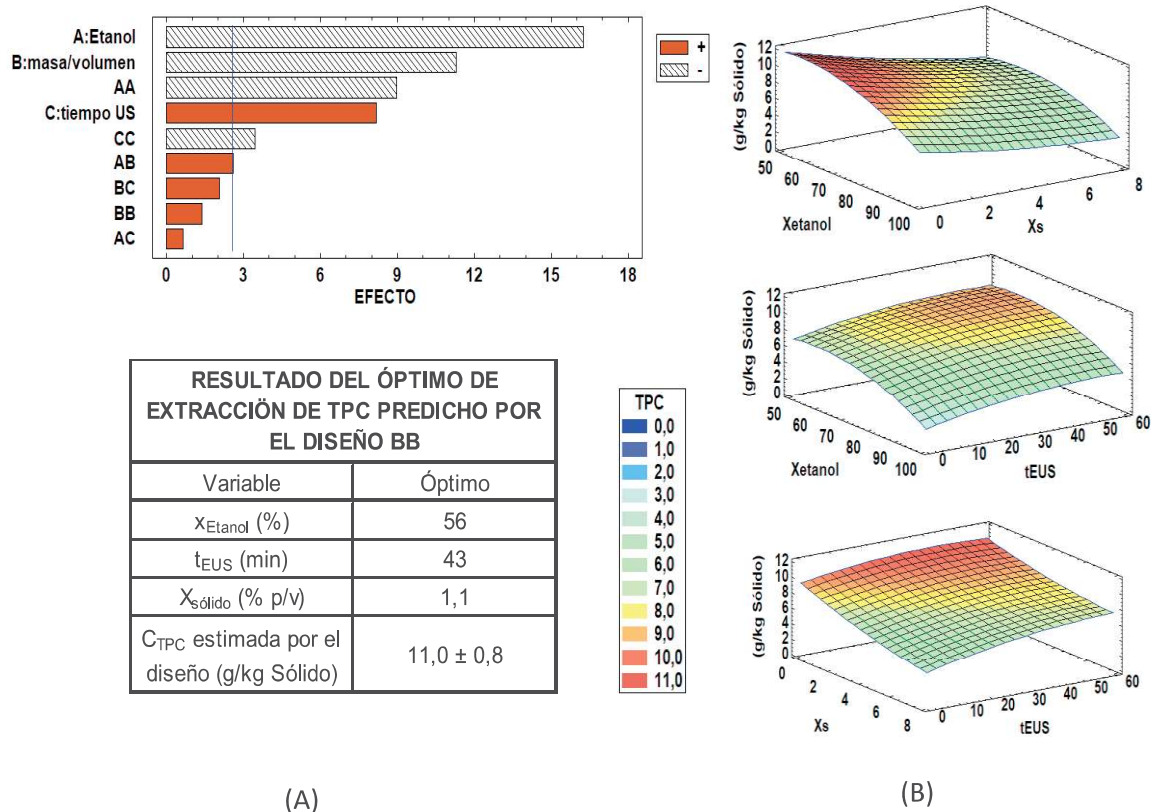 A:Etanol
B:masa/volumen
AA
C:tiempo US
CC
AB
BC
BB
AC
0 3 6 9 12 15 18
EFECTO
+
-
RESULTADO DEL ÓPTIMO DE
EXTRACCIÖN DE TPC PREDICHO POR
EL DISEÑO BB
Variable Óptimo
xEtanol (%) 56
tEUS (min) 43
Xsólido (% p/v) 1,1
CTPC estimada por el
diseño (g/kg Sólido) 11,0 ± 0,8
TPC
0,0
1,0
2,0
3,0
4,0
5,0
6,0
7,0
8,0
9,0
10,0
11,0
(A)
(g/kg Sólido)
12
10
8
6
4
2
0
50 60 70 80 90 100
Xetanol
0 2 4 6 8
Xs
(g/kg Sólido)
12
10
8
6
4
2
0
50 60 70 80 90 100
Xetanol
0 10 20 30 40 50 60
tEUS
(g/kg Sólido)
12
10
8
6
4
2
0
0 2 4 6 8
Xs
0 10 20 30 40 50 60
tEUS
(B)